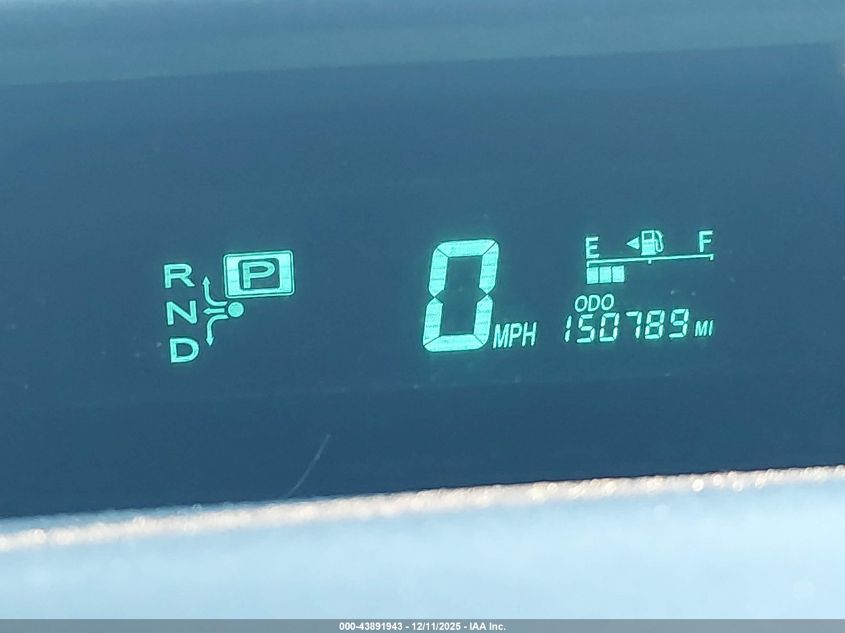 R P
N
D
0 MPH
E F
ODO
150789 MI
000-43891943 - 12/11/2025 - IAA Inc.